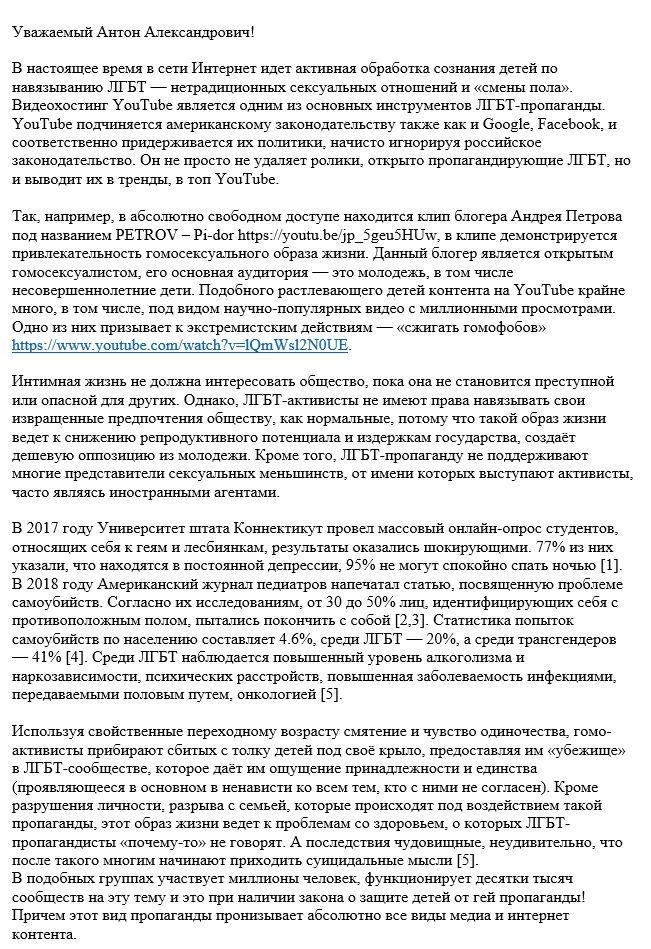 Уважаемый Антон Александрович!
В настоящее время в сети Интернет идет активная обработка сознания детей по
навязыванию ЛГБТ — нетрадиционных сексуальных отношений и «смены пола».
Видеохостинг YouTube является одним из основных инструментов ЛГБТ-пропаганды.
YouTube подчиняется американскому законодательству также как и Google, Facebook, и
соответственно придерживается их политики, начисто игнорируя российское
законодательство. Он не просто не удаляет ролики, открыто пропагандирующие ЛГБТ, но
и выводит их в тренды, в топ YouTube.
Так, например, в абсолютно свободном доступе находится клип блогера Андрея Петрова
под названием PETROV – Pi-dor https://youtu.be/jp_5geu5HUw, в клипе демонстрируется
привлекательность гомосексуального образа жизни. Данный блогер является открытым
гомосексуалистом, его основная аудитория — это молодежь, в том числе
несовершеннолетние дети. Подобного растлевающего детей контента на YouTube крайне
много, в том числе, под видом научно-популярных видео с миллионными просмотрами.
Одно из них призывает к экстремистским действиям — «сжигать гомофобов»
https://www.youtube.com/watch?v=lQmWsl2N0UE.
Интимная жизнь не должна интересовать общество, пока она не становится преступной
или опасной для других. Однако, ЛГБТ-активисты не имеют права навязывать свои
извращенные предпочтения обществу, как нормальные, потому что такой образ жизни
ведет к снижению репродуктивного потенциала и издержкам государства, создаёт
дешевую оппозицию из молодежи. Кроме того, ЛГБТ-пропаганду не поддерживают
многие представители сексуальных меньшинств, от имени которых выступают активисты,
часто являясь иностранными агентами.
В 2017 году Университет штата Коннектикут провел массовый онлайн-опрос студентов,
относящих себя к геям и лесбиянкам, результаты оказались шокирующими. 77% из них
указали, что находятся в постоянной депрессии, 95% не могут спокойно спать ночью [1].
В 2018 году Американский журнал педиатров напечатал статью, посвященную проблеме
самоубийств. Согласно их исследованиям, от 30 до 50% лиц, идентифицирующих себя с
противоположным полом, пытались покончить с собой [2,3]. Статистика попыток
самоубийств по населению составляет 4.6%, среди ЛГБТ — 20%, а среди трансгендеров
— 41% [4]. Среди ЛГБТ наблюдается повышенный уровень алкоголизма и
наркозависимости, психических расстройств, повышенная заболеваемость инфекциями,
передаваемыми половым путем, онкологией [5].
Используя свойственные переходному возрасту смятение и чувство одиночества, гомо-
активисты прибирают сбитых с толку детей под своё крыло, предоставляя им «убежище»
в ЛГБТ-сообществе, которое даёт им ощущение принадлежности и единства
(проявляющееся в основном в ненависти ко всем тем, кто с ними не согласен). Кроме
разрушения личности, разрыва с семьей, которые происходят под воздействием такой
пропаганды, этот образ жизни ведет к проблемам со здоровьем, о которых ЛГБТ-
пропагандисты «почему-то» не говорят. А последствия чудовищные, неудивительно, что
после такого многим начинают приходить суицидальные мысли [5].
В подобных группах участвует миллионы человек, функционирует десятки тысяч
сообществ на эту тему и это при наличии закона о защите детей от гей пропаганды!
Причем этот вид пропаганды пронизывает абсолютно все виды медиа и интернет
контента.